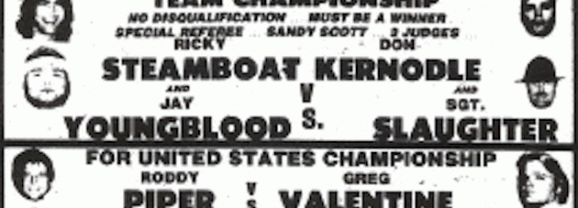 TEAM CHAMPIONSHIP
NO DISQUALIFICATION ... MUST BE A WINNER
SPECIAL REFEREE ... SANDY SCOTT ... 3 JUDGES
RICKY DON
STEAMBOAT KERNODLE
AND AND
JAY V SGT.
YOUNGBLOOD S. SLAUGHTER
FOR UNITED STATES CHAMPIONSHIP
RODDY GREG
PIPER VS VALENTINE